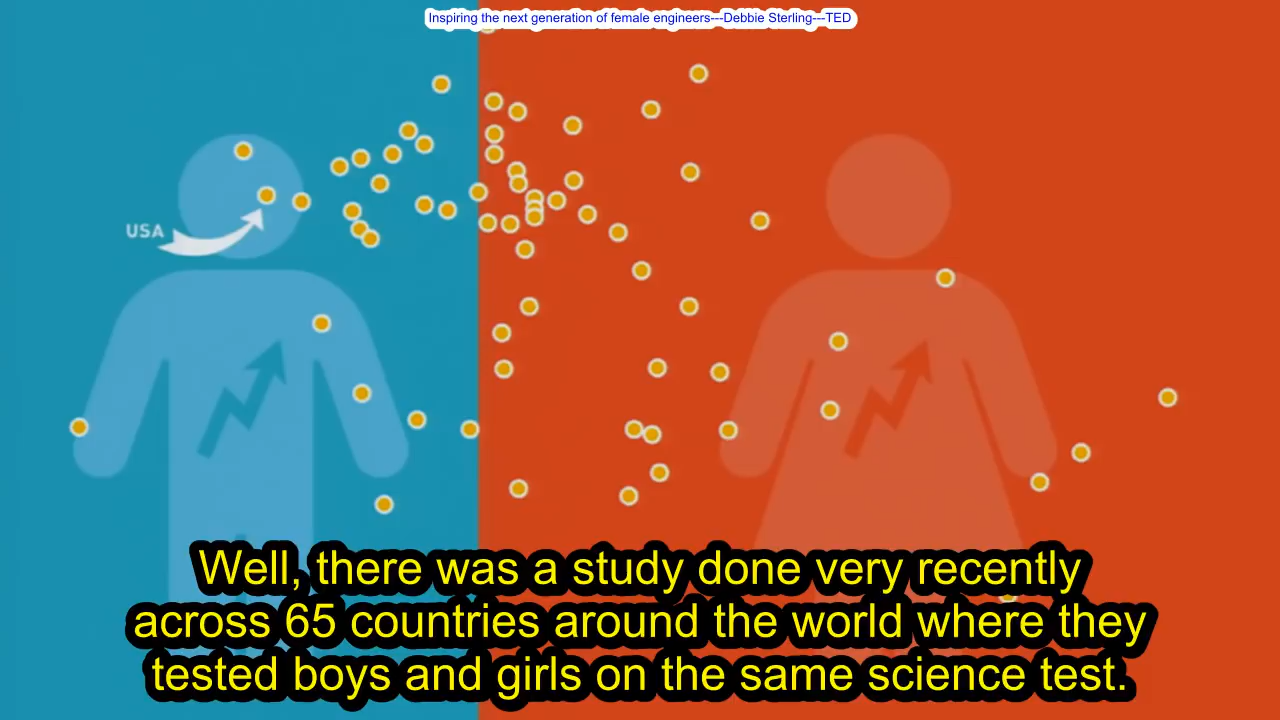 Inspiring the next generation of female engineers---Debbie Sterling---TED
USA
Well, there was a study done very recently
across 65 countries around the world where they
tested boys and girls on the same science test.